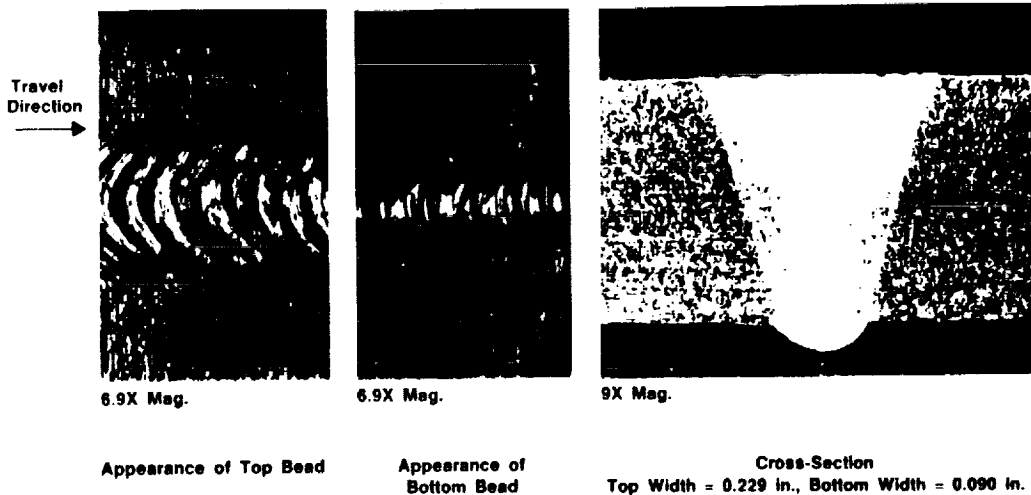 Travel
Direction
6.9X Mag.
6.9X Mag.
9X Mag.
Appearance of Top Bead
Appearance of
Bottom Bead
Cross-Section
Top Width = 0.229 in., Bottom Width = 0.090 in.